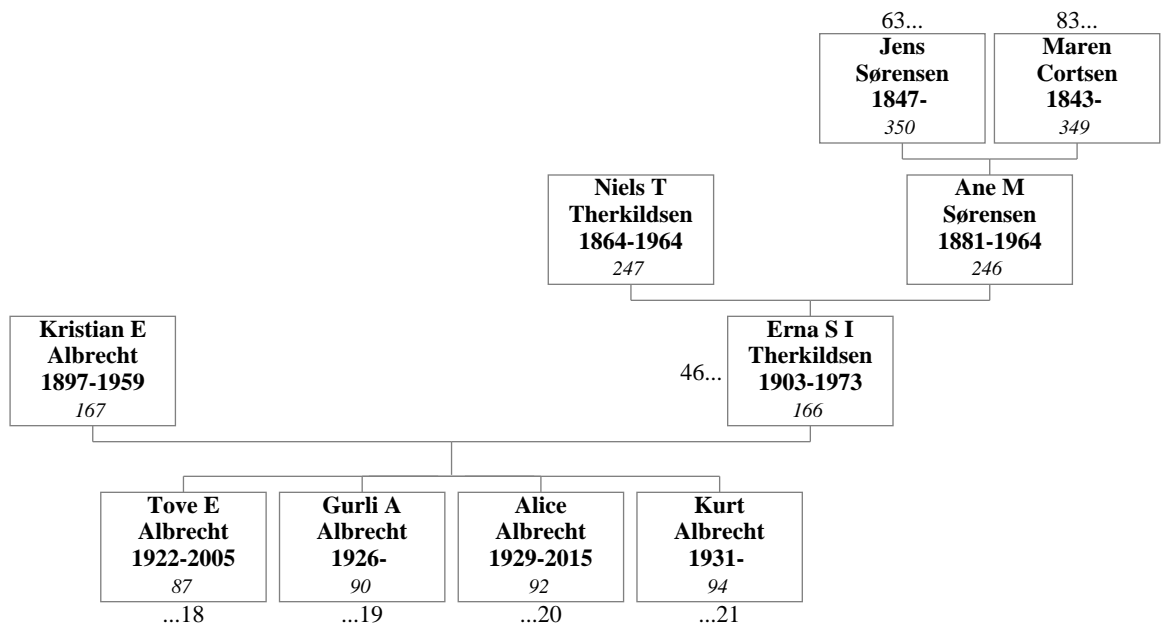 63...
83...
Jens
Sørensen
1847-
350
Maren
Cortsen
1843-
349
Niels T
Therkildsen
1864-1964
247
Ane M
Sørensen
1881-1964
246
Kristian E
Albrecht
1897-1959
167
46...
Erna S I
Therkildsen
1903-1973
166
Tove E
Albrecht
1922-2005
87
...18
Gurli A
Albrecht
1926-
90
...19
Alice
Albrecht
1929-2015
92
...20
Kurt
Albrecht
1931-
94
...21